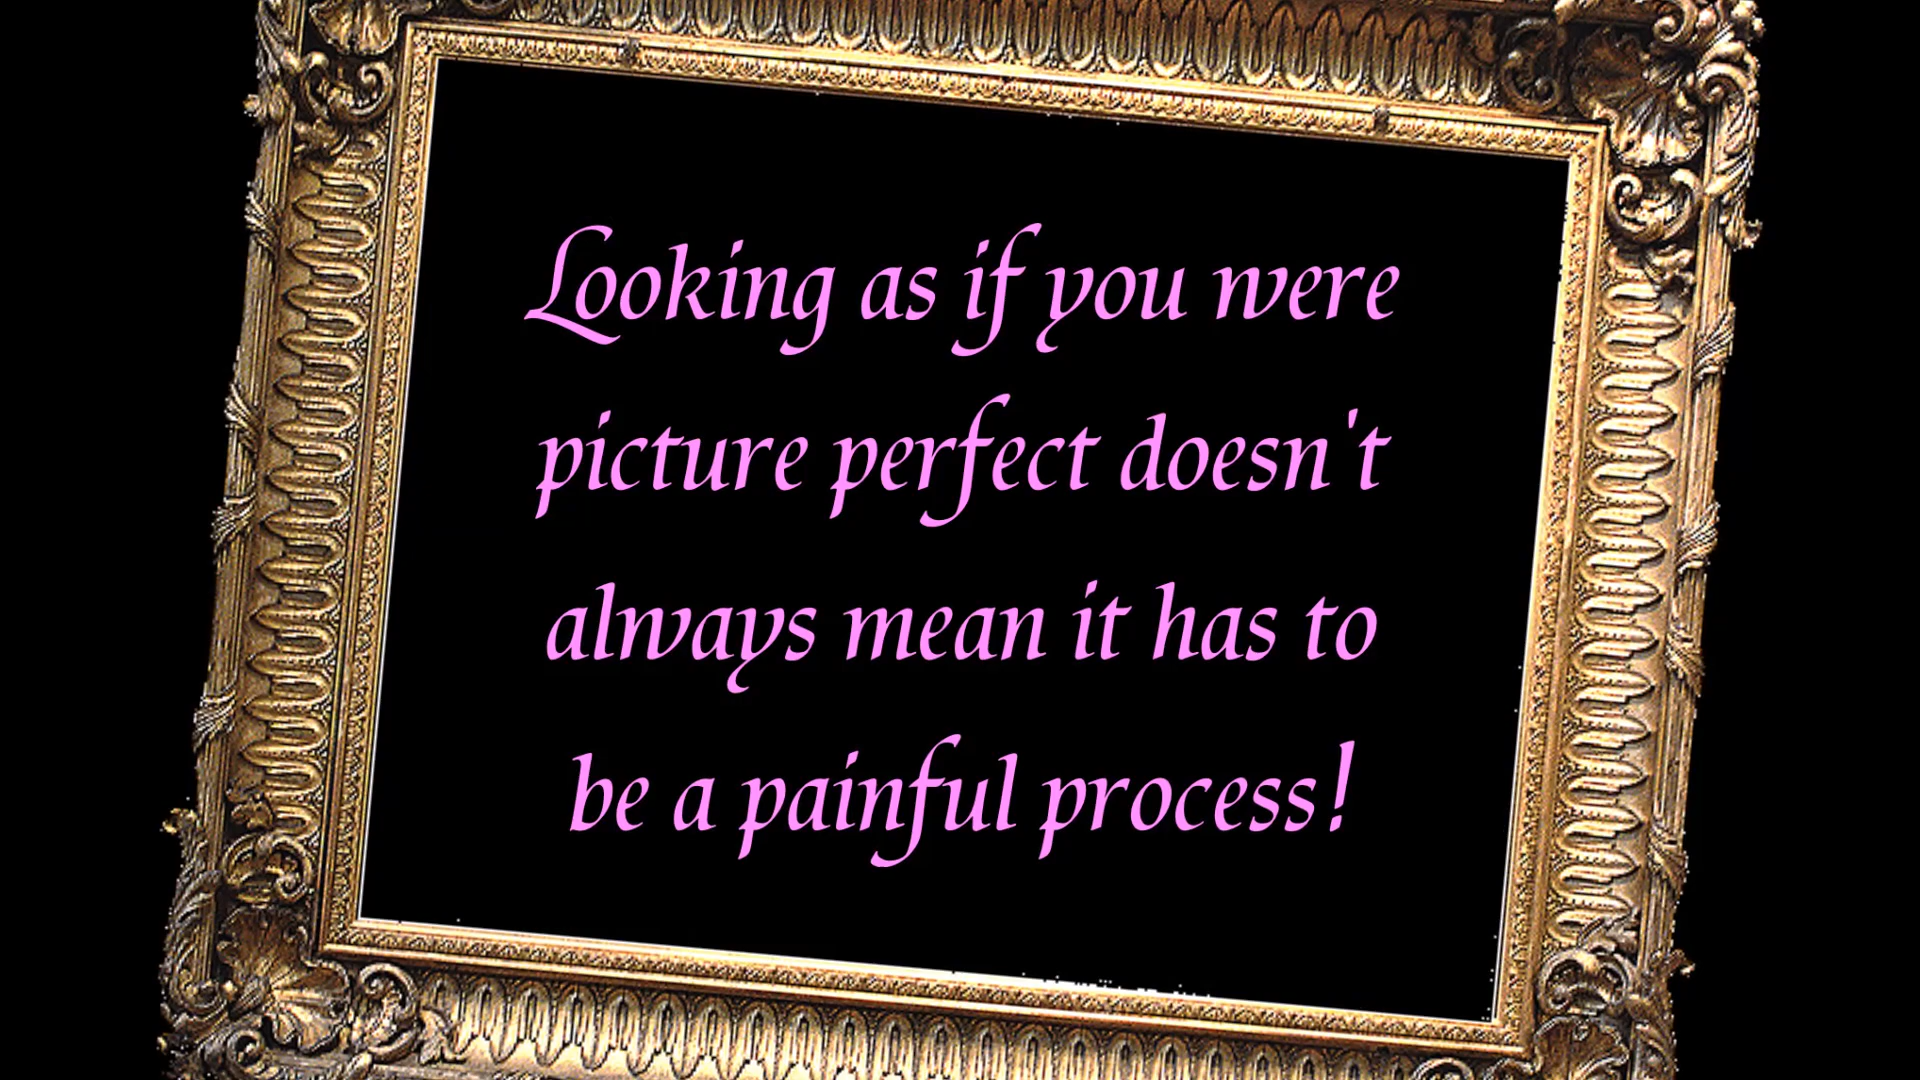 Looking as if you were
picture perfect doesn't
always mean it has to
be a painful process!